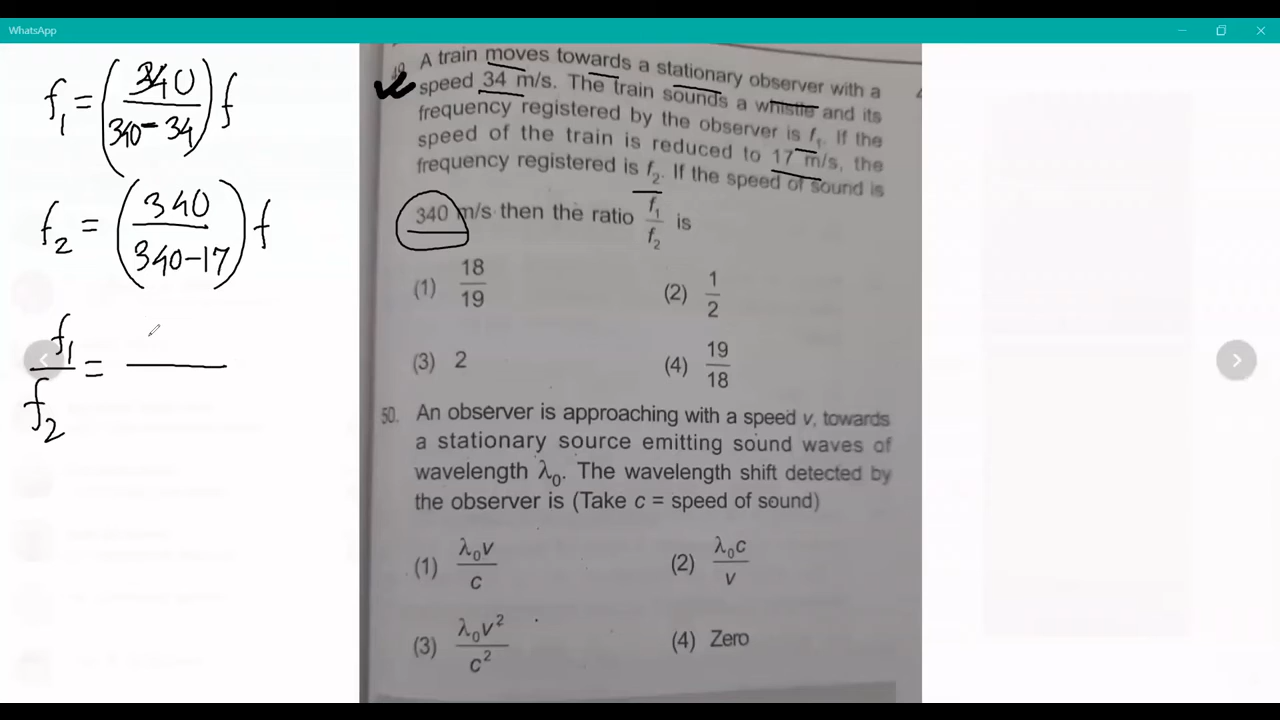 WhatsApp
f₁ = (340 / (340 − 34)) f
f₂ = (340 / (340 − 17)) f
f₁ / f₂ =
49. A train moves towards a stationary observer with a
speed 34 m/s. The train sounds a whistle and its
frequency registered by the observer is f₁. If the
speed of the train is reduced to 17 m/s, the
frequency registered is f₂. If the speed of sound is
340 m/s then the ratio f₁/f₂ is
(1) 18/19 (2) 1/2
(3) 2 (4) 19/18
50. An observer is approaching with a speed v, towards
a stationary source emitting sound waves of
wavelength λ₀. The wavelength shift detected by
the observer is (Take c = speed of sound)
(1) λ₀v/c (2) λ₀c/v
(3) λ₀v²/c² (4) Zero